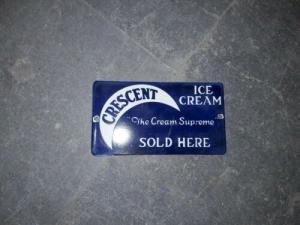 CRESCENT
ICE
CREAM
"The Cream Supreme"
SOLD HERE